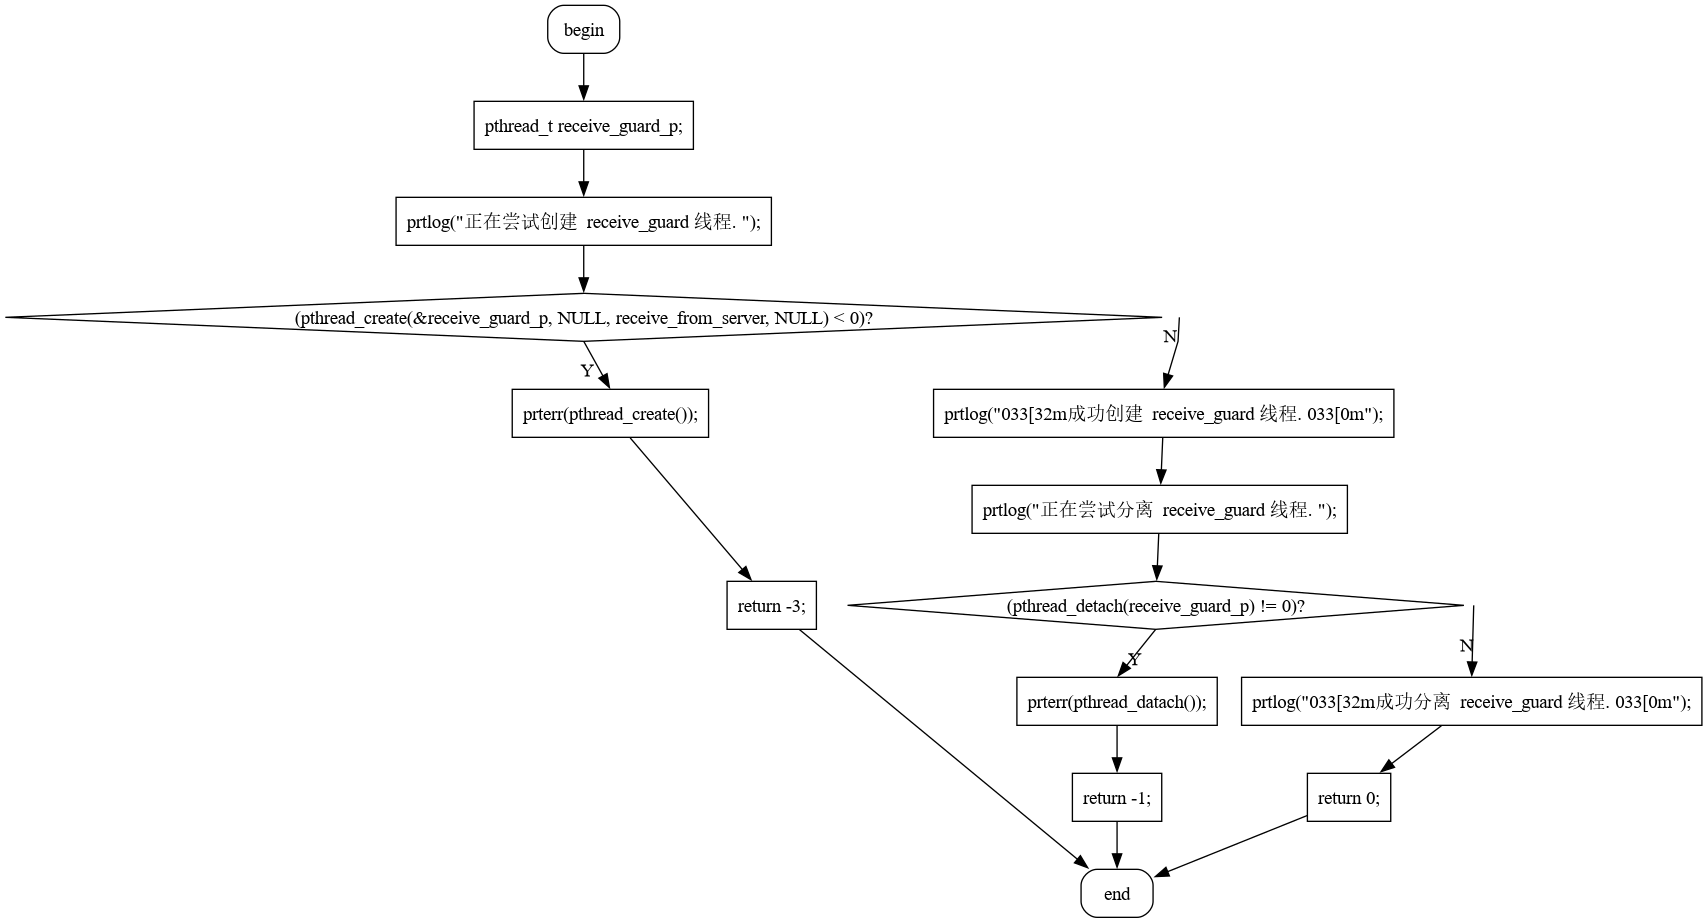 begin
pthread_t receive_guard_p;
prtlog("正在尝试创建 receive_guard 线程. ");
(pthread_create(&receive_guard_p, NULL, receive_from_server, NULL) < 0)?
N
Y
prterr(pthread_create());
prtlog("033[32m成功创建 receive_guard 线程. 033[0m");
prtlog("正在尝试分离 receive_guard 线程. ");
return -3;
(pthread_detach(receive_guard_p) != 0)?
N
Y
prterr(pthread_datach());
prtlog("033[32m成功分离 receive_guard 线程. 033[0m");
return -1;
return 0;
end